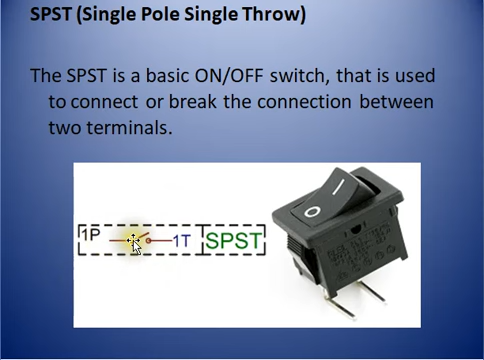 SPST (Single Pole Single Throw)
The SPST is a basic ON/OFF switch, that is used
to connect or break the connection between
two terminals.
1P
1T
SPST